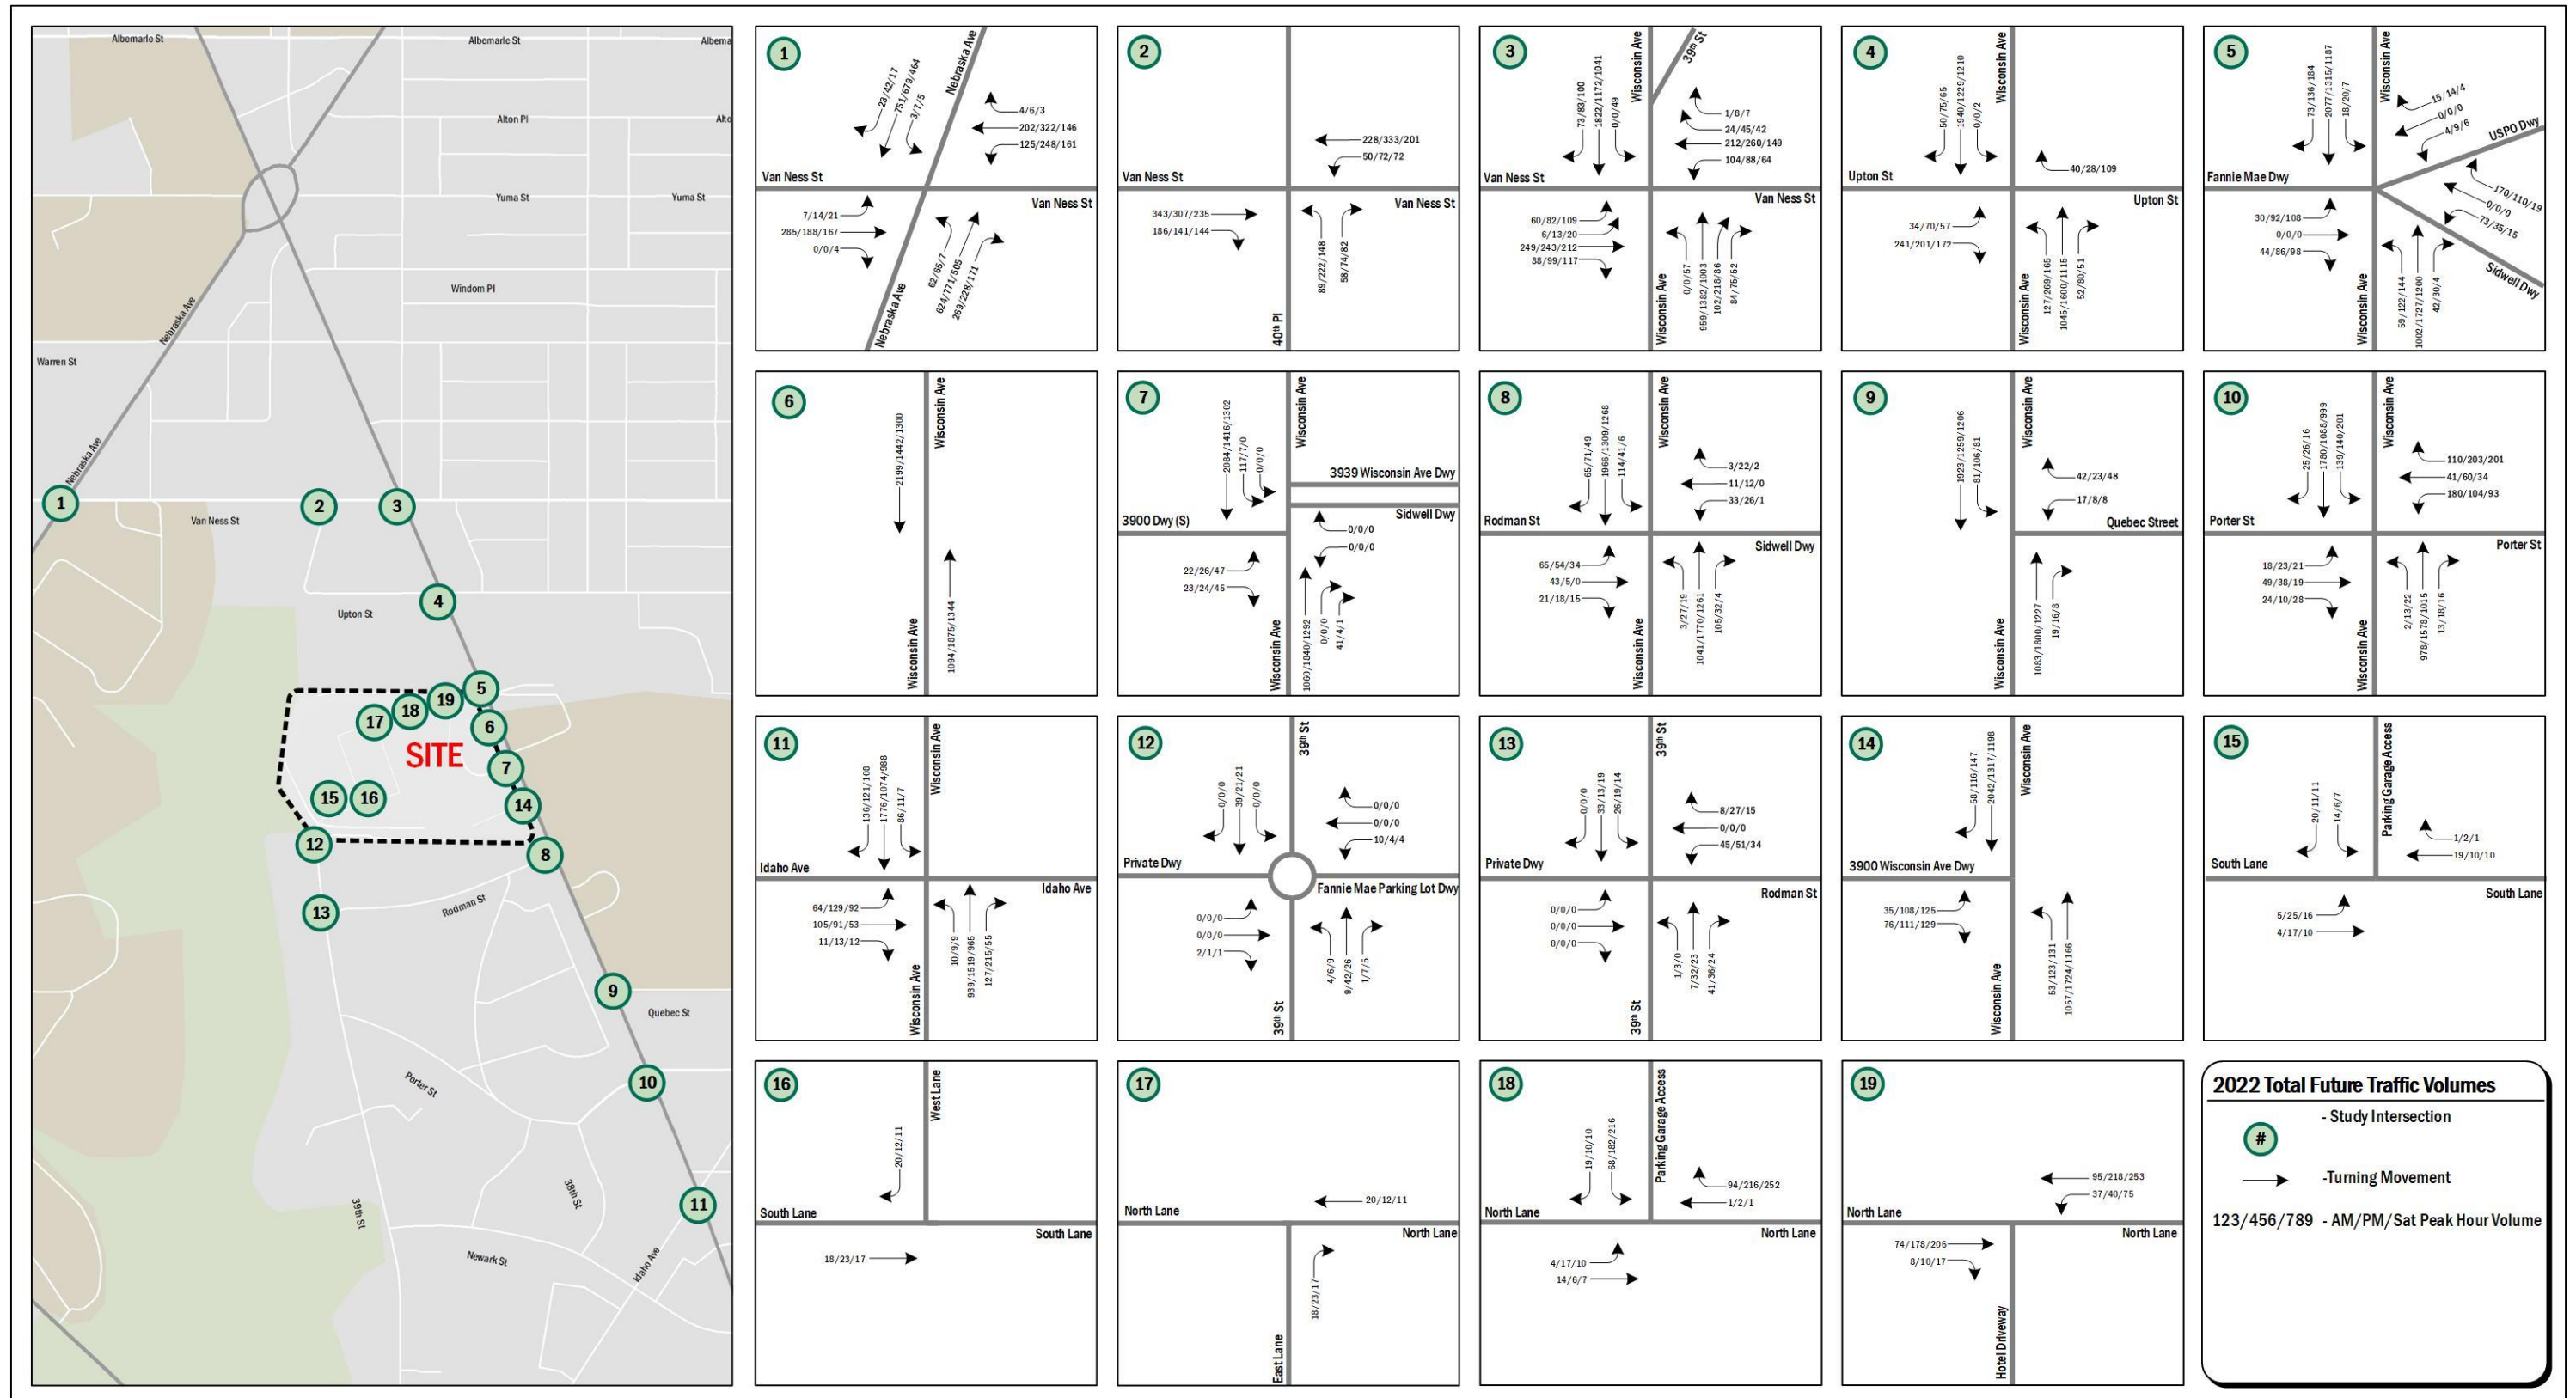 Albemarle St
Albemarle St
Albema
Alton Pl
Alto
Yuma St
Yuma St
Windom Pl
Nebraska Ave
Warren St
Nebraska Ave
1
2
3
Van Ness St
4
Upton St
5
19
18
17
6
SITE
7
15
16
14
12
8
13
Rodman St
9
Quebec St
10
Porter St
39th St
38th St
11
Newark St
Idaho Ave
1
Nebraska Ave
23/42/17
751/679/464
3/7/5
4/6/3
202/322/146
125/248/161
Van Ness St
Van Ness St
7/14/21
285/188/167
0/0/4
62/65/7
624/771/505
269/228/171
Nebraska Ave
2
228/333/201
50/72/72
Van Ness St
Van Ness St
343/307/235
186/141/144
89/222/148
58/74/82
40th Pl
3
Wisconsin Ave
39th St
73/83/100
1822/1172/1041
0/0/49
1/8/7
24/45/42
212/260/149
104/88/64
Van Ness St
Van Ness St
60/82/109
6/13/20
249/243/212
88/99/117
0/0/57
959/1382/1003
102/218/86
84/75/52
Wisconsin Ave
4
Wisconsin Ave
50/75/65
1940/1229/1210
0/0/2
40/28/109
Upton St
Upton St
34/70/57
241/201/172
127/269/165
1045/1600/1115
52/80/51
Wisconsin Ave
5
Wisconsin Ave
73/136/184
2077/1315/1187
18/20/7
15/14/4
0/0/0
4/9/6
USPO Dwy
Fannie Mae Dwy
170/110/19
0/0/0
73/35/15
30/92/108
0/0/0
44/86/98
59/122/144
1002/1727/1200
42/30/4
Sidwell Dwy
Wisconsin Ave
6
Wisconsin Ave
2199/1442/1300
1094/1875/1344
Wisconsin Ave
7
Wisconsin Ave
2084/1416/1302
117/7/0
0/0/0
3939 Wisconsin Ave Dwy
3900 Dwy (S)
Sidwell Dwy
0/0/0
0/0/0
22/26/47
23/24/45
1060/1840/1292
0/0/0
41/4/1
Wisconsin Ave
8
Wisconsin Ave
65/71/49
1966/1309/1268
114/41/6
3/22/2
11/12/0
33/26/1
Rodman St
Sidwell Dwy
65/54/34
43/5/0
21/18/15
3/27/19
1041/1770/1261
105/32/4
Wisconsin Ave
9
Wisconsin Ave
1923/1259/1206
81/106/81
42/23/48
17/8/8
Quebec Street
1083/1800/1227
19/16/8
Wisconsin Ave
10
Wisconsin Ave
25/26/16
1780/1088/999
139/140/201
110/203/201
41/60/34
180/104/93
Porter St
Porter St
18/23/21
49/38/19
24/10/28
2/13/22
978/1578/1015
13/18/16
Wisconsin Ave
11
Wisconsin Ave
136/121/108
1776/1074/988
86/11/7
Idaho Ave
Idaho Ave
64/129/92
105/91/53
11/13/12
10/9/9
939/1519/965
127/215/55
Wisconsin Ave
12
39th St
0/0/0
39/21/21
0/0/0
0/0/0
0/0/0
10/4/4
Private Dwy
Fannie Mae Parking Lot Dwy
0/0/0
0/0/0
2/1/1
4/6/9
9/42/26
1/7/5
39th St
13
39th St
0/0/0
33/13/19
26/19/14
8/27/15
0/0/0
45/51/34
Private Dwy
Rodman St
0/0/0
0/0/0
0/0/0
1/3/0
7/32/23
41/36/24
39th St
14
Wisconsin Ave
58/116/147
2042/1317/1198
3900 Wisconsin Ave Dwy
35/108/125
76/111/129
53/123/131
1057/1724/1166
Wisconsin Ave
15
Parking Garage Access
20/11/11
14/6/7
1/2/1
19/10/10
South Lane
South Lane
5/25/16
4/17/10
16
West Lane
20/12/11
South Lane
South Lane
18/23/17
17
20/12/11
North Lane
North Lane
18/23/17
East Lane
18
Parking Garage Access
19/10/10
68/182/216
94/216/252
1/2/1
North Lane
North Lane
4/17/10
14/6/7
19
95/218/253
37/40/75
North Lane
North Lane
74/178/206
8/10/17
Hotel Driveway
2022 Total Future Traffic Volumes
# - Study Intersection
-Turning Movement
123/456/789 - AM/PM/Sat Peak Hour Volume